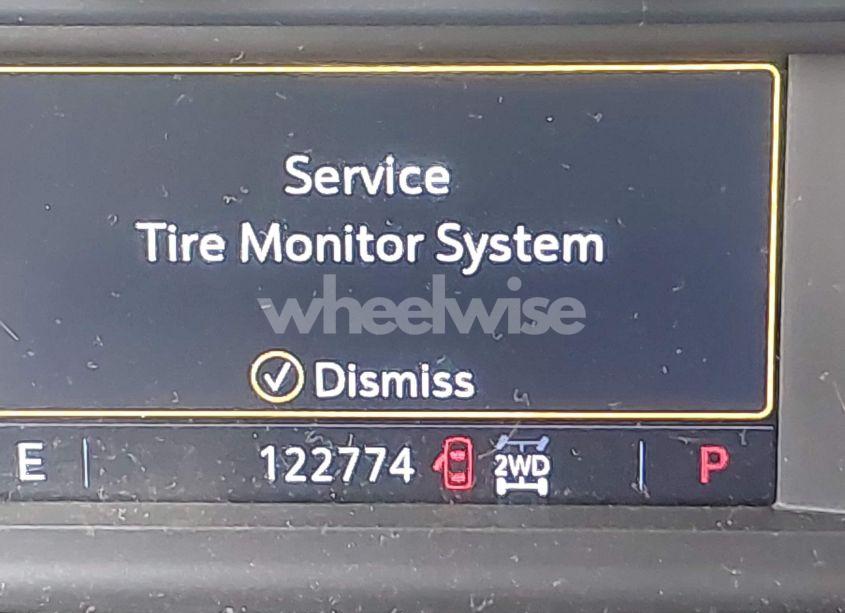 Service
Tire Monitor System
wheelwise
Dismiss
E 122774 2WD P